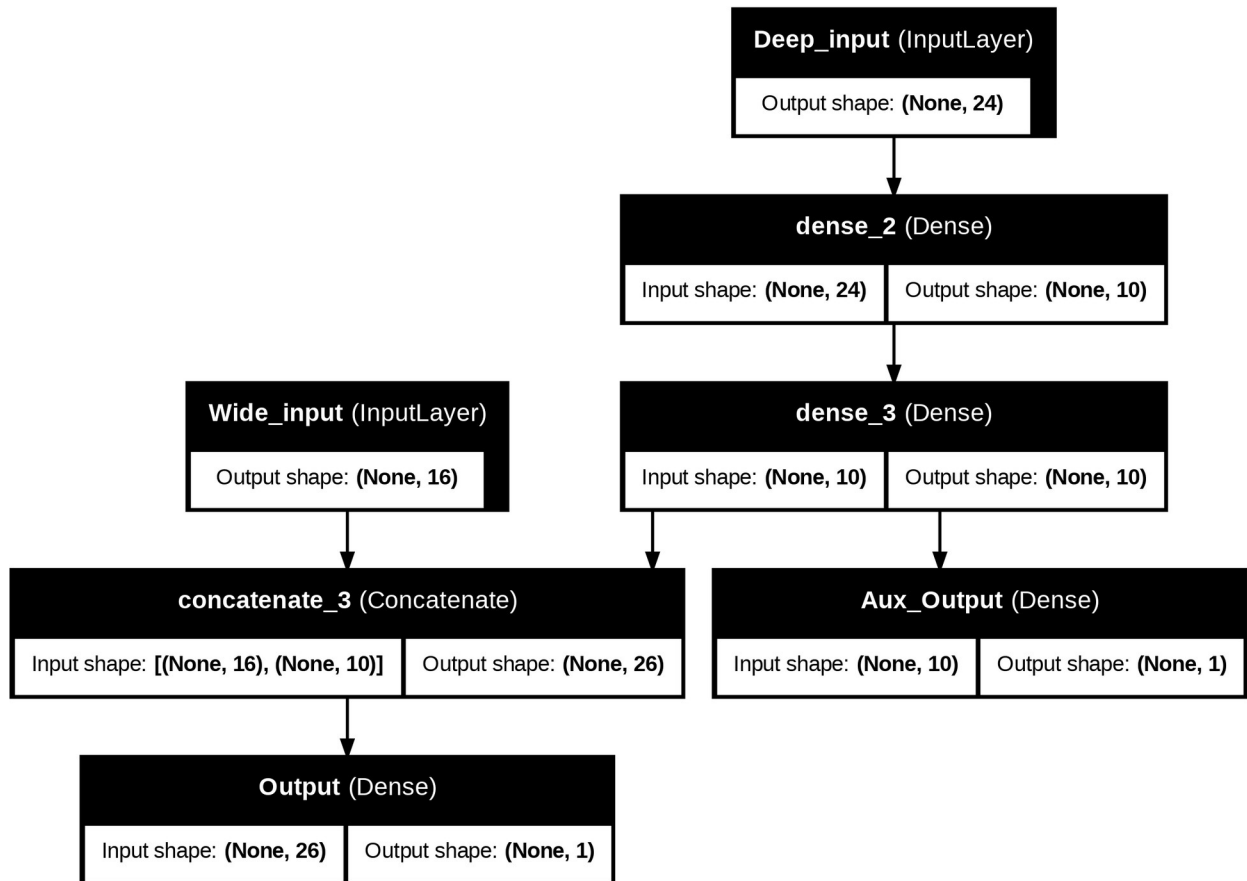 Deep_input (InputLayer)
Output shape: (None, 24)
dense_2 (Dense)
Input shape: (None, 24)
Output shape: (None, 10)
Wide_input (InputLayer)
Output shape: (None, 16)
dense_3 (Dense)
Input shape: (None, 10)
Output shape: (None, 10)
concatenate_3 (Concatenate)
Input shape: [(None, 16), (None, 10)]
Output shape: (None, 26)
Aux_Output (Dense)
Input shape: (None, 10)
Output shape: (None, 1)
Output (Dense)
Input shape: (None, 26)
Output shape: (None, 1)